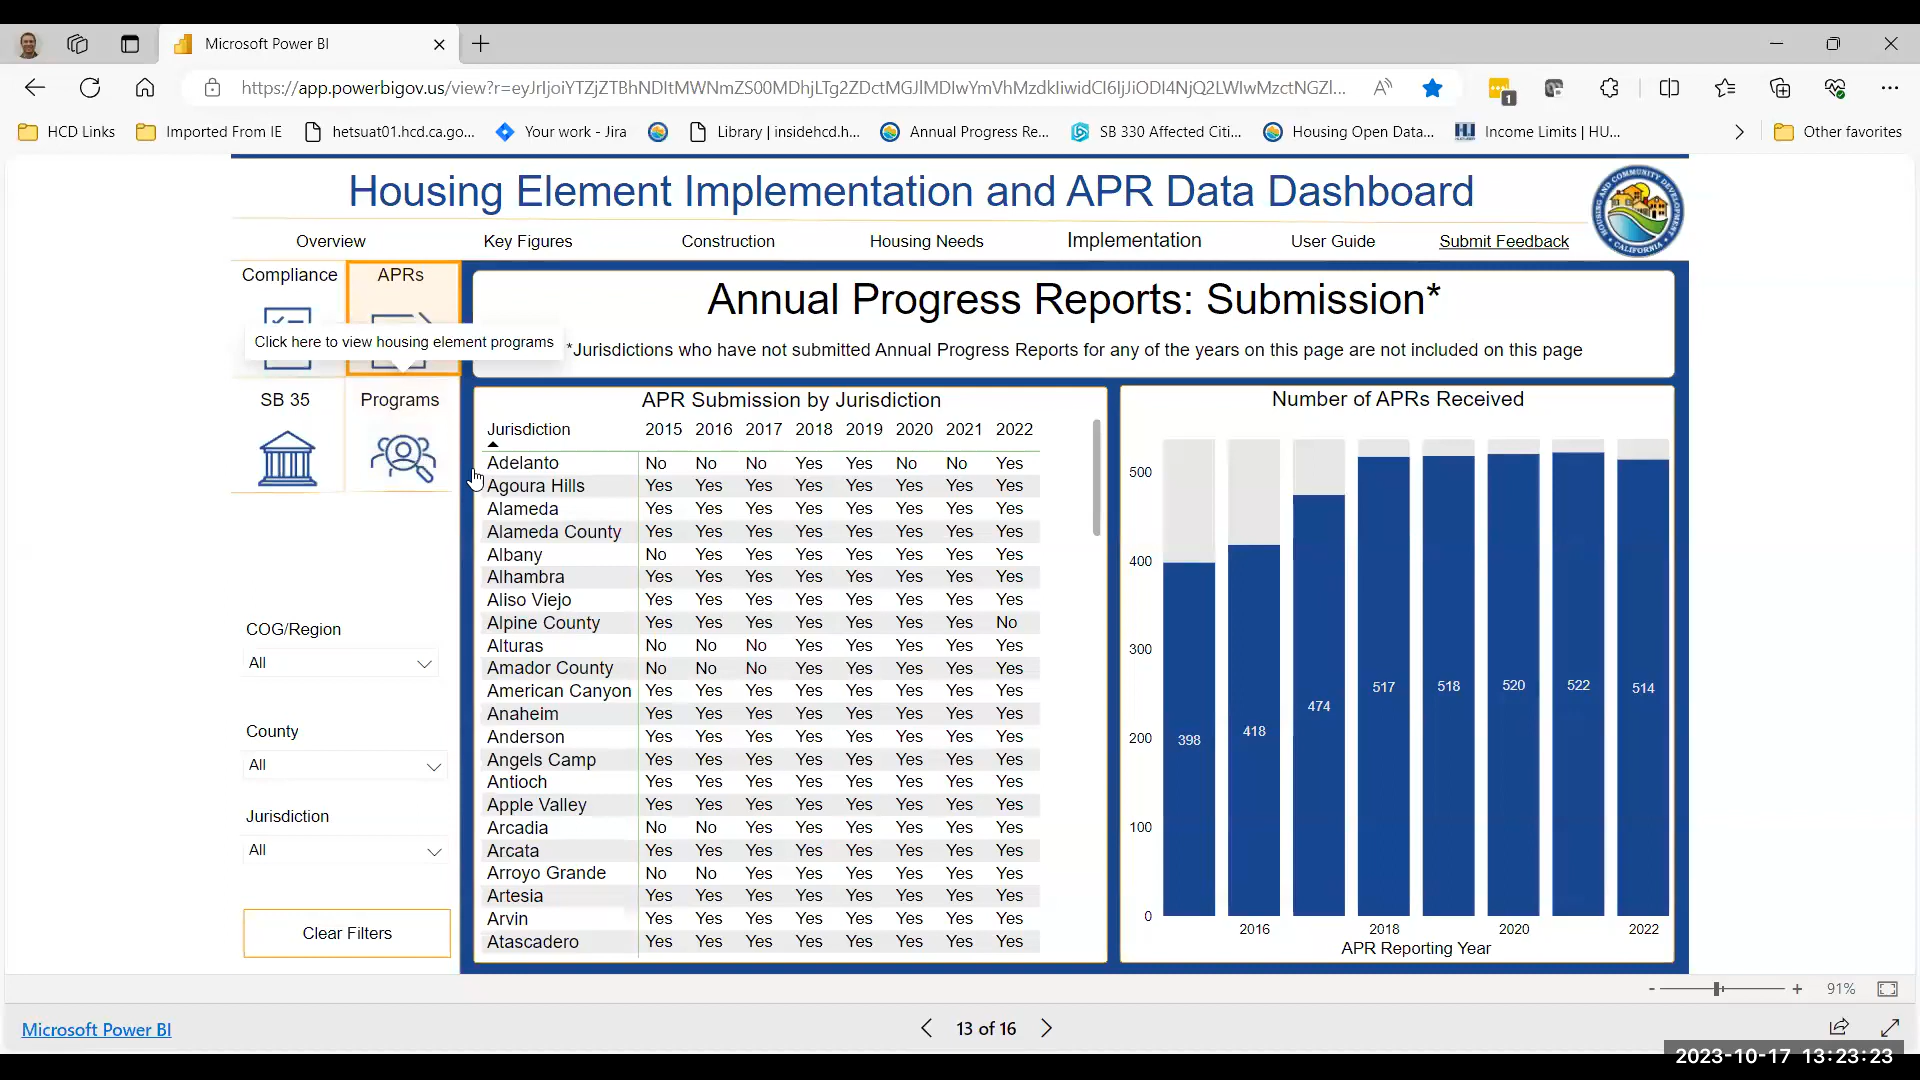 Microsoft Power BI
https://app.powerbigov.us/view?r=eyJrIjoiYTZjZTBhNDItMWNmZS00MDhjLTg2ZDctMGJlMDIwYmVhMzdkIiwidCI6IjJiODI4NjQ2LWIwMzctNGZl...
1
HCD Links
Imported From IE
hetsuat01.hcd.ca.go...
Your work - Jira
Library | insidehcd.h...
Annual Progress Re...
SB 330 Affected Citi...
Housing Open Data...
Income Limits | HU...
Other favorites
Housing Element Implementation and APR Data Dashboard
HOUSING AND COMMUNITY DEVELOPMENT
CALIFORNIA
Overview Key Figures Construction Housing Needs Implementation User Guide Submit Feedback
Compliance APRs
Click here to view housing element programs
SB 35 Programs
COG/Region
All
County
All
Jurisdiction
All
Clear Filters
Annual Progress Reports: Submission*
*Jurisdictions who have not submitted Annual Progress Reports for any of the years on this page are not included on this page
APR Submission by Jurisdiction
Jurisdiction 2015 2016 2017 2018 2019 2020 2021 2022
Adelanto No No No Yes Yes No No Yes
Agoura Hills Yes Yes Yes Yes Yes Yes Yes Yes
Alameda Yes Yes Yes Yes Yes Yes Yes Yes
Alameda County Yes Yes Yes Yes Yes Yes Yes Yes
Albany No Yes Yes Yes Yes Yes Yes Yes
Alhambra Yes Yes Yes Yes Yes Yes Yes Yes
Aliso Viejo Yes Yes Yes Yes Yes Yes Yes Yes
Alpine County Yes Yes Yes Yes Yes Yes Yes No
Alturas No No No Yes Yes Yes Yes Yes
Amador County No No No Yes Yes Yes Yes Yes
American Canyon Yes Yes Yes Yes Yes Yes Yes Yes
Anaheim Yes Yes Yes Yes Yes Yes Yes Yes
Anderson Yes Yes Yes Yes Yes Yes Yes Yes
Angels Camp Yes Yes Yes Yes Yes Yes Yes Yes
Antioch Yes Yes Yes Yes Yes Yes Yes Yes
Apple Valley Yes Yes Yes Yes Yes Yes Yes Yes
Arcadia No No Yes Yes Yes Yes Yes Yes
Arcata Yes Yes Yes Yes Yes Yes Yes Yes
Arroyo Grande No No Yes Yes Yes Yes Yes Yes
Artesia Yes Yes Yes Yes Yes Yes Yes Yes
Arvin Yes Yes Yes Yes Yes Yes Yes Yes
Atascadero Yes Yes Yes Yes Yes Yes Yes Yes
Number of APRs Received
500
400
300
200
100
0
398 418 474 517 518 520 522 514
2016 2018 2020 2022
APR Reporting Year
- + 91%
Microsoft Power BI
13 of 16
2023-10-17 13:23:23